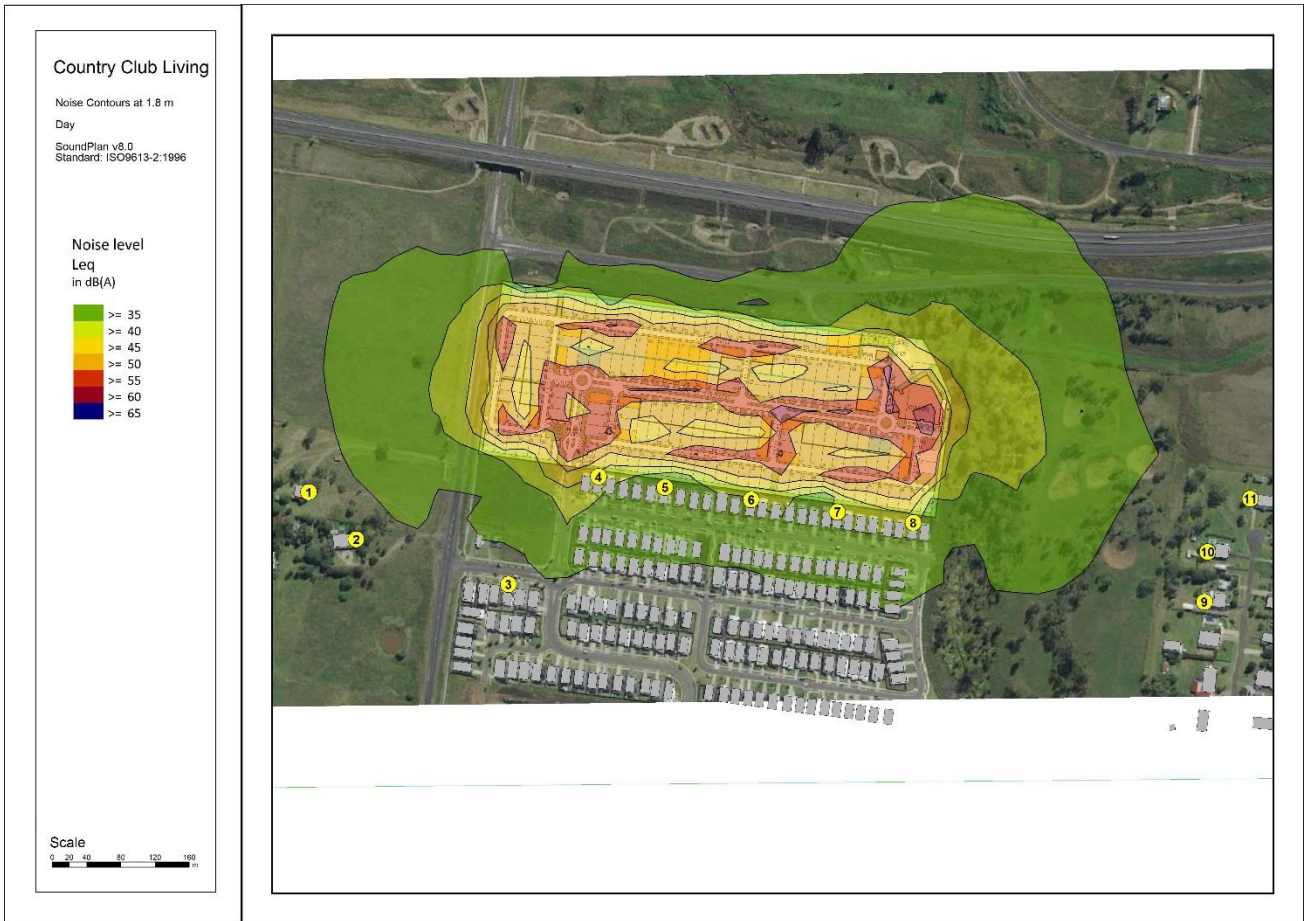 Country Club Living
Noise Contours at 1.8 m
Day
SoundPlan v8.0
Standard: ISO9613-2:1996
Noise level
Leq
in dB(A)
>= 35
>= 40
>= 45
>= 50
>= 55
>= 60
>= 65
Scale
0 20 40 80 120 160
m
1
2
3
4
5
6
7
8
9
10
11